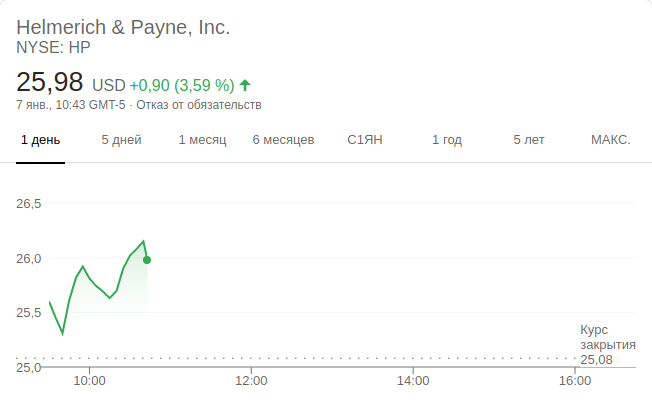 Helmerich & Payne, Inc.
NYSE: HP
25,98 USD +0,90 (3,59 %)
7 янв., 10:43 GMT-5 · Отказ от обязательств
1 день 5 дней 1 месяц 6 месяцев С1ЯН 1 год 5 лет МАКС.
26,5
26,0
25,5
Курс
закрытия
25,08
25,0
10:00 12:00 14:00 16:00